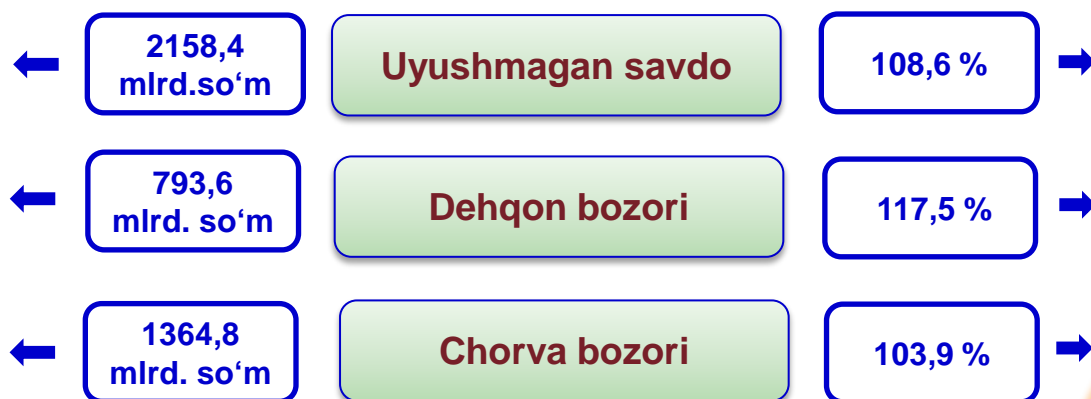 2158,4
mlrd.so‘m
Uyushmagan savdo
108,6 %
793,6
mlrd. so‘m
Dehqon bozori
117,5 %
1364,8
mlrd. so‘m
Chorva bozori
103,9 %